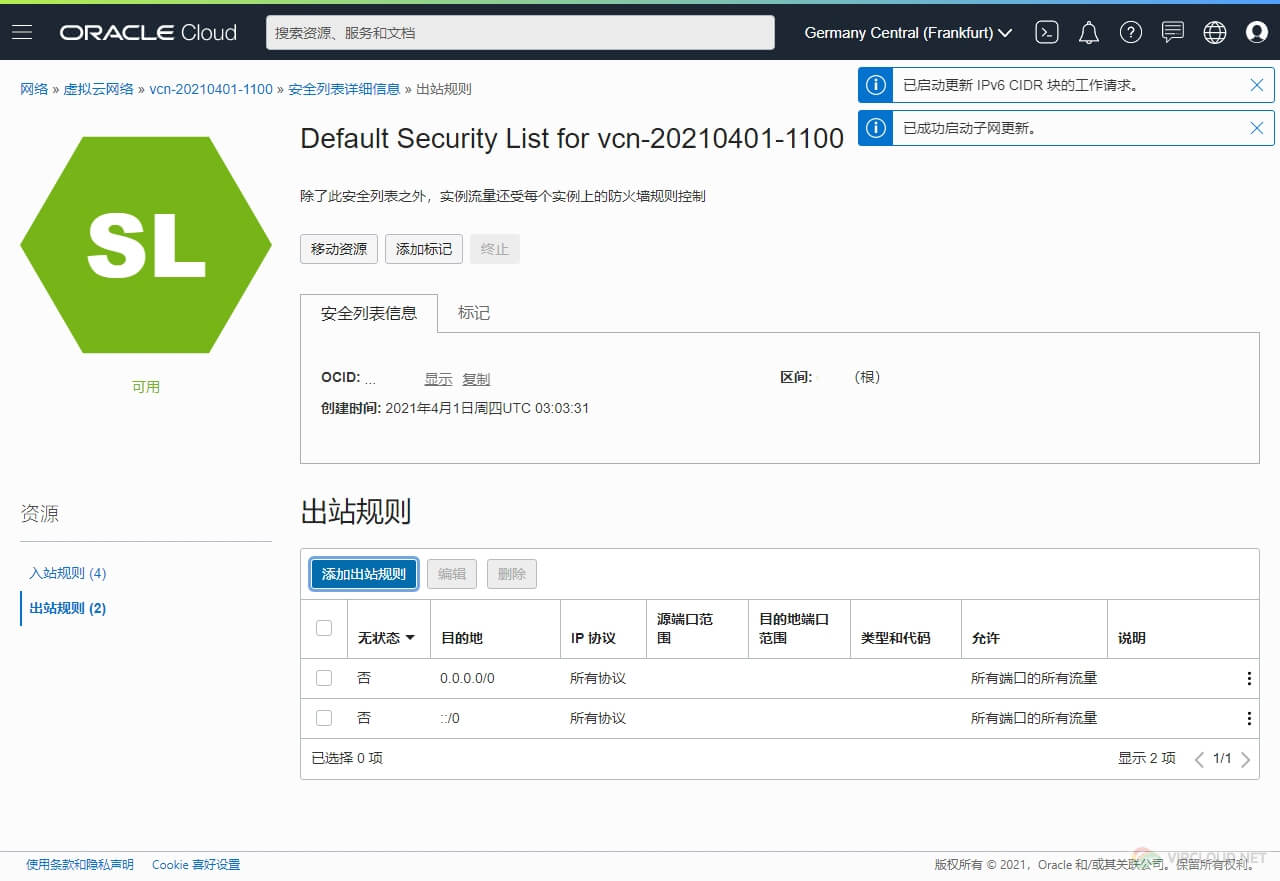 ORACLE Cloud
搜索资源、服务和文档
Germany Central (Frankfurt)
网络 » 虚拟云网络 » vcn-20210401-1100 » 安全列表详细信息 » 出站规则
已启动更新 IPv6 CIDR 块的工作请求。
已成功启动子网更新。
SL
可用
Default Security List for vcn-20210401-1100
除了此安全列表之外，实例流量还受每个实例上的防火墙规则控制
移动资源 添加标记 终止
安全列表信息 标记
OCID: ... 显示 复制 区间: (根)
创建时间: 2021年4月1日周四UTC 03:03:31
资源
入站规则 (4)
出站规则 (2)
出站规则
添加出站规则 编辑 删除
无状态 目的地 IP 协议 源端口范围 目的地端口范围 类型和代码 允许 说明
否 0.0.0.0/0 所有协议 所有端口的所有流量
否 ::/0 所有协议 所有端口的所有流量
已选择 0 项 显示 2 项 1/1
使用条款和隐私声明 Cookie 喜好设置 版权所有 © 2021，Oracle 和/或其关联公司。保留所有权利。
VIRCLOUD.NET